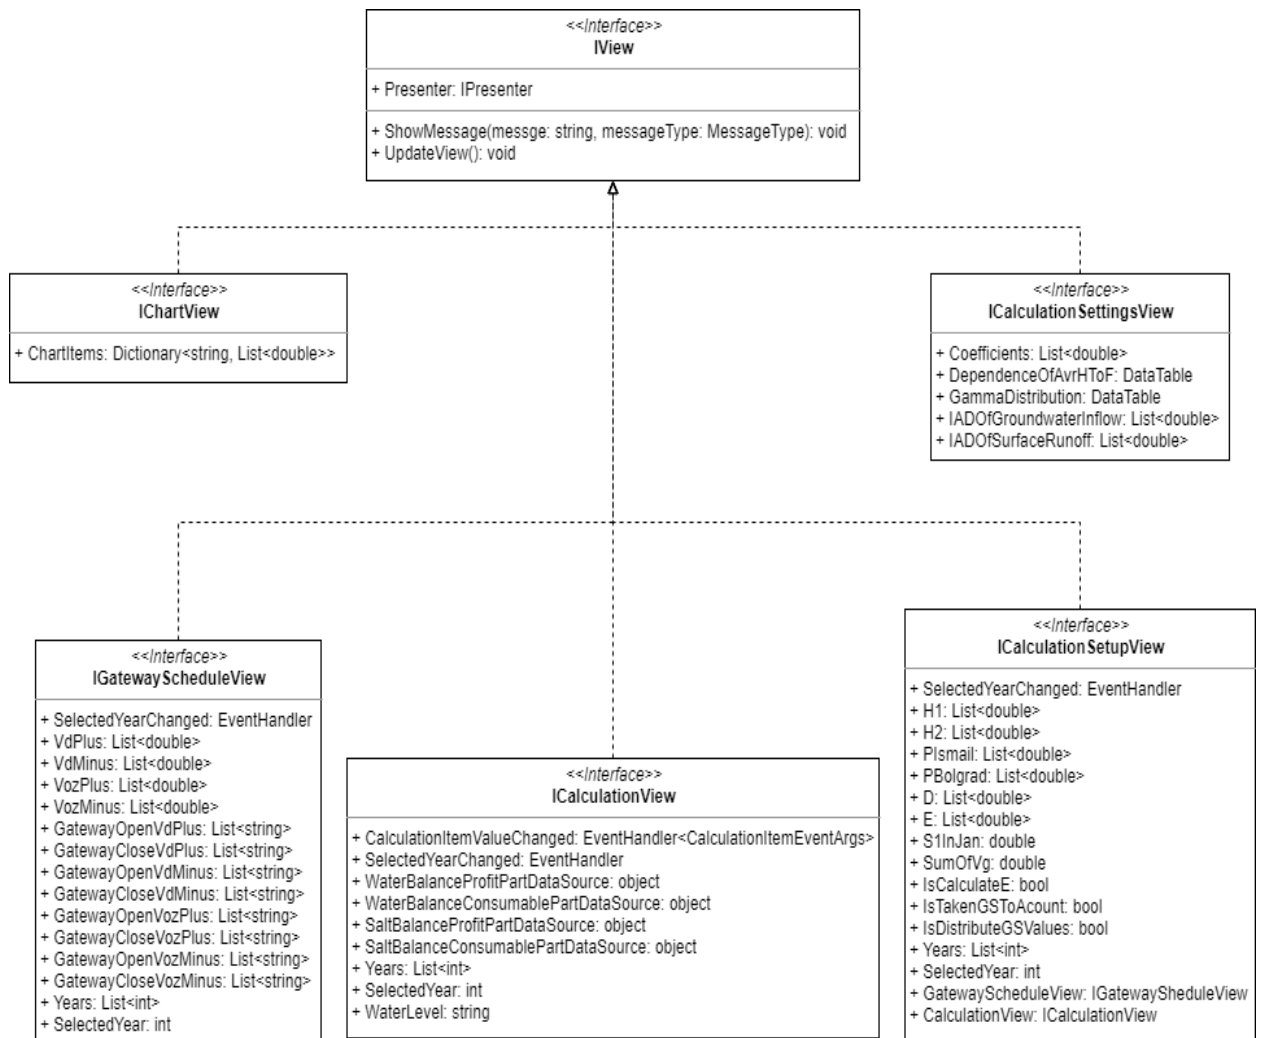 <<Interface>>
IView
+ Presenter: IPresenter
+ ShowMessage(messge: string, messageType: MessageType): void
+ UpdateView(): void
<<Interface>>
IChartView
+ ChartItems: Dictionary<string, List<double>>
<<Interface>>
ICalculationSettingsView
+ Coefficients: List<double>
+ DependenceOfAvrHToF: DataTable
+ GammaDistribution: DataTable
+ IADOfGroundwaterInflow: List<double>
+ IADOfSurfaceRunoff: List<double>
<<Interface>>
IGatewayScheduleView
+ SelectedYearChanged: EventHandler
+ VdPlus: List<double>
+ VdMinus: List<double>
+ VozPlus: List<double>
+ VozMinus: List<double>
+ GatewayOpenVdPlus: List<string>
+ GatewayCloseVdPlus: List<string>
+ GatewayOpenVdMinus: List<string>
+ GatewayCloseVdMinus: List<string>
+ GatewayOpenVozPlus: List<string>
+ GatewayCloseVozPlus: List<string>
+ GatewayOpenVozMinus: List<string>
+ GatewayCloseVozMinus: List<string>
+ Years: List<int>
+ SelectedYear: int
<<Interface>>
ICalculationView
+ CalculationItemValueChanged: EventHandler<CalculationItemEventArgs>
+ SelectedYearChanged: EventHandler
+ WaterBalanceProfitPartDataSource: object
+ WaterBalanceConsumablePartDataSource: object
+ SaltBalanceProfitPartDataSource: object
+ SaltBalanceConsumablePartDataSource: object
+ Years: List<int>
+ SelectedYear: int
+ WaterLevel: string
<<Interface>>
ICalculationSetupView
+ SelectedYearChanged: EventHandler
+ H1: List<double>
+ H2: List<double>
+ PIsmail: List<double>
+ PBolgrad: List<double>
+ D: List<double>
+ E: List<double>
+ S1InJan: double
+ SumOfVg: double
+ IsCalculateE: bool
+ IsTakenGSToAcount: bool
+ IsDistributeGSValues: bool
+ Years: List<int>
+ SelectedYear: int
+ GatewayScheduleView: IGatewaySheduleView
+ CalculationView: ICalculationView